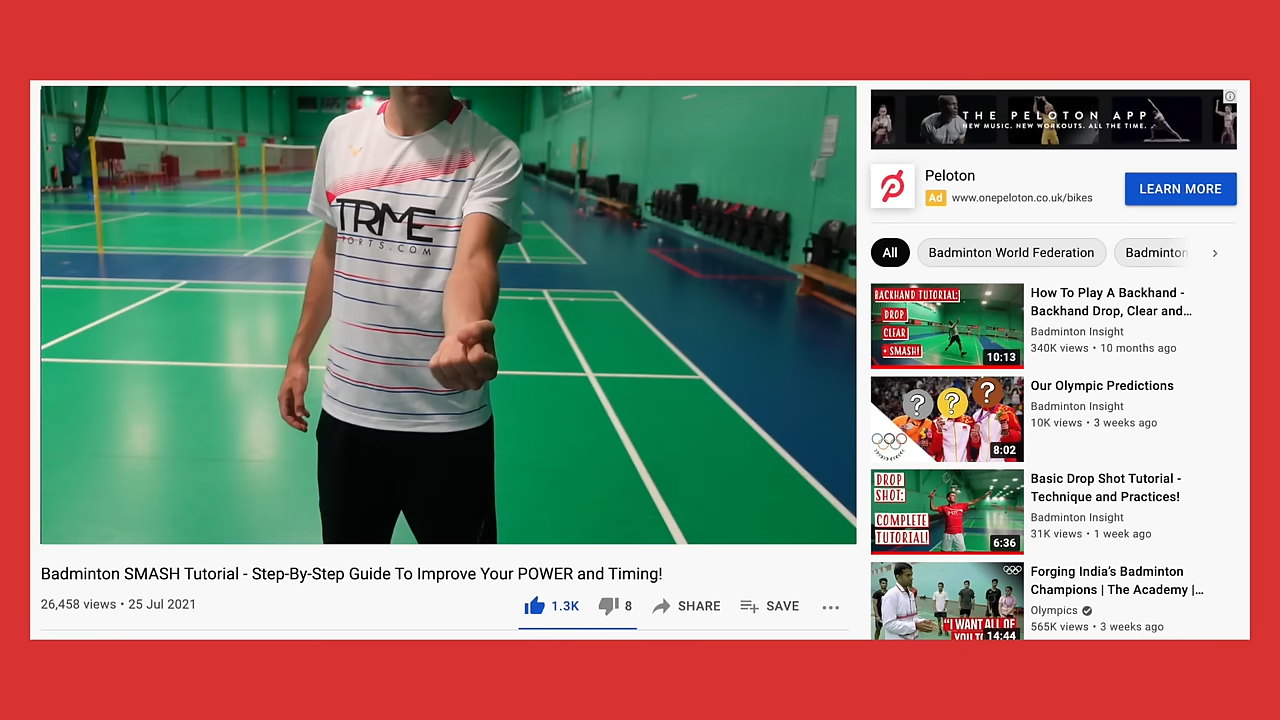 TRME
ORTS.COM
Badminton SMASH Tutorial - Step-By-Step Guide To Improve Your POWER and Timing!
26,458 views • 25 Jul 2021
1.3K
8
SHARE
SAVE
THE PELOTON APP
NEW MUSIC. NEW WORKOUTS. ALL THE TIME.
Peloton
Ad www.onepeloton.co.uk/bikes
LEARN MORE
All
Badminton World Federation
Badminton
BACKHAND TUTORIAL:
DROP
CLEAR
+ SMASH!
10:13
How To Play A Backhand -
Backhand Drop, Clear and...
Badminton Insight
340K views • 10 months ago
? ? ?
8:02
Our Olympic Predictions
Badminton Insight
10K views • 3 weeks ago
DROP
SHOT:
COMPLETE
TUTORIAL!
6:36
Basic Drop Shot Tutorial -
Technique and Practices!
Badminton Insight
31K views • 1 week ago
"I WANT ALL OF
YOU T
14:44
Forging India's Badminton
Champions | The Academy |...
Olympics
565K views • 3 weeks ago